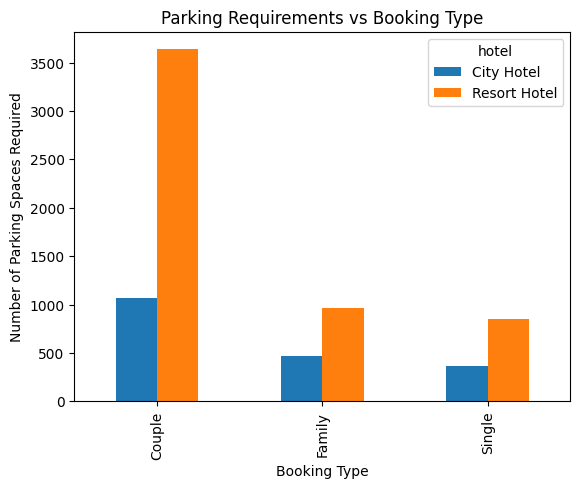 Parking Requirements vs Booking Type
hotel
City Hotel
Resort Hotel
Number of Parking Spaces Required
3500
3000
2500
2000
1500
1000
500
0
Couple
Family
Single
Booking Type